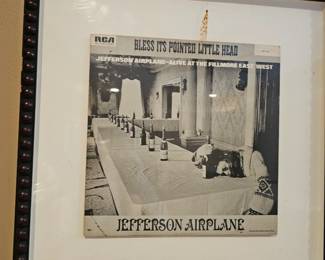 RCA
BLESS ITS POINTED LITTLE HEAD
JEFFERSON AIRPLANE-ALIVE AT THE FILLMORE EAST/WEST
JEFFERSON AIRPLANE